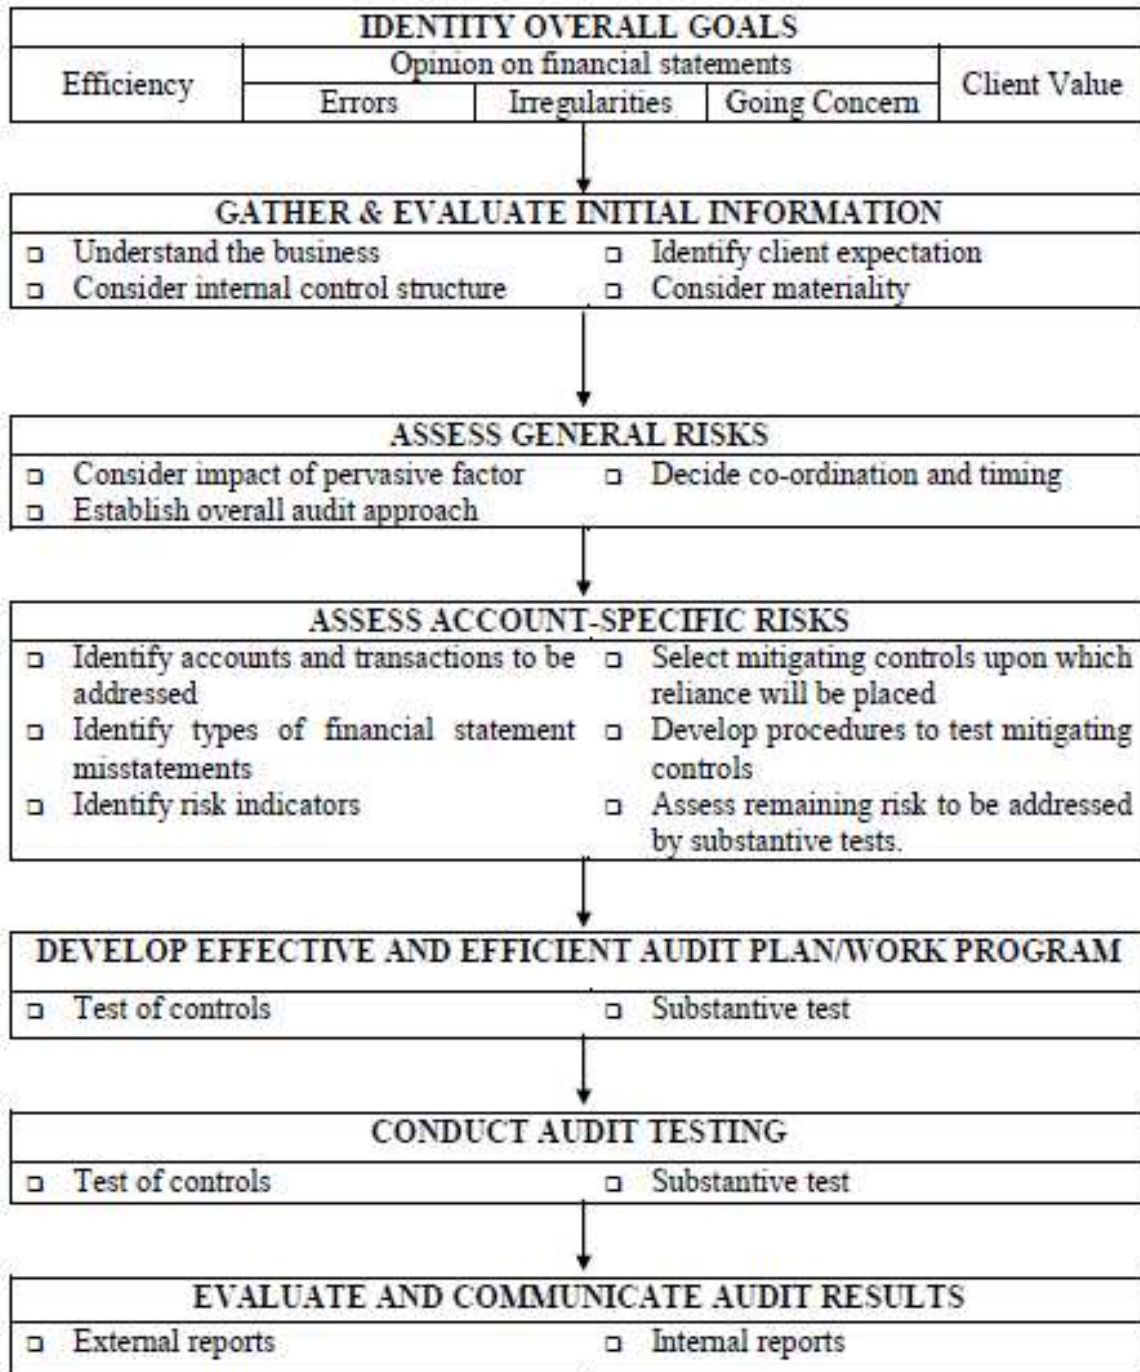 IDENTITY OVERALL GOALS
Efficiency
Opinion on financial statements
Errors
Irregularities
Going Concern
Client Value
GATHER & EVALUATE INITIAL INFORMATION
❑ Understand the business
❑ Consider internal control structure
❑ Identify client expectation
❑ Consider materiality
ASSESS GENERAL RISKS
❑ Consider impact of pervasive factor
❑ Establish overall audit approach
❑ Decide co-ordination and timing
ASSESS ACCOUNT-SPECIFIC RISKS
❑ Identify accounts and transactions to be
addressed
❑ Identify types of financial statement
misstatements
❑ Identify risk indicators
❑ Select mitigating controls upon which
reliance will be placed
❑ Develop procedures to test mitigating
controls
❑ Assess remaining risk to be addressed
by substantive tests.
DEVELOP EFFECTIVE AND EFFICIENT AUDIT PLAN/WORK PROGRAM
❑ Test of controls
❑ Substantive test
CONDUCT AUDIT TESTING
❑ Test of controls
❑ Substantive test
EVALUATE AND COMMUNICATE AUDIT RESULTS
❑ External reports
❑ Internal reports